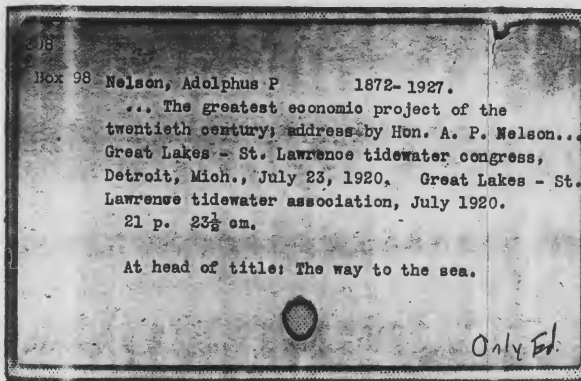 308
Box 98 Nelson, Adolphus P 1872-1927.
... The greatest economic project of the
twentieth century; address by Hon. A. P. Nelson...
Great Lakes - St. Lawrence tidewater congress,
Detroit, Mich., July 23, 1920. Great Lakes - St.
Lawrence tidewater association, July 1920.
21 p. 23½ cm.
At head of title: The way to the sea.
Only Ed.